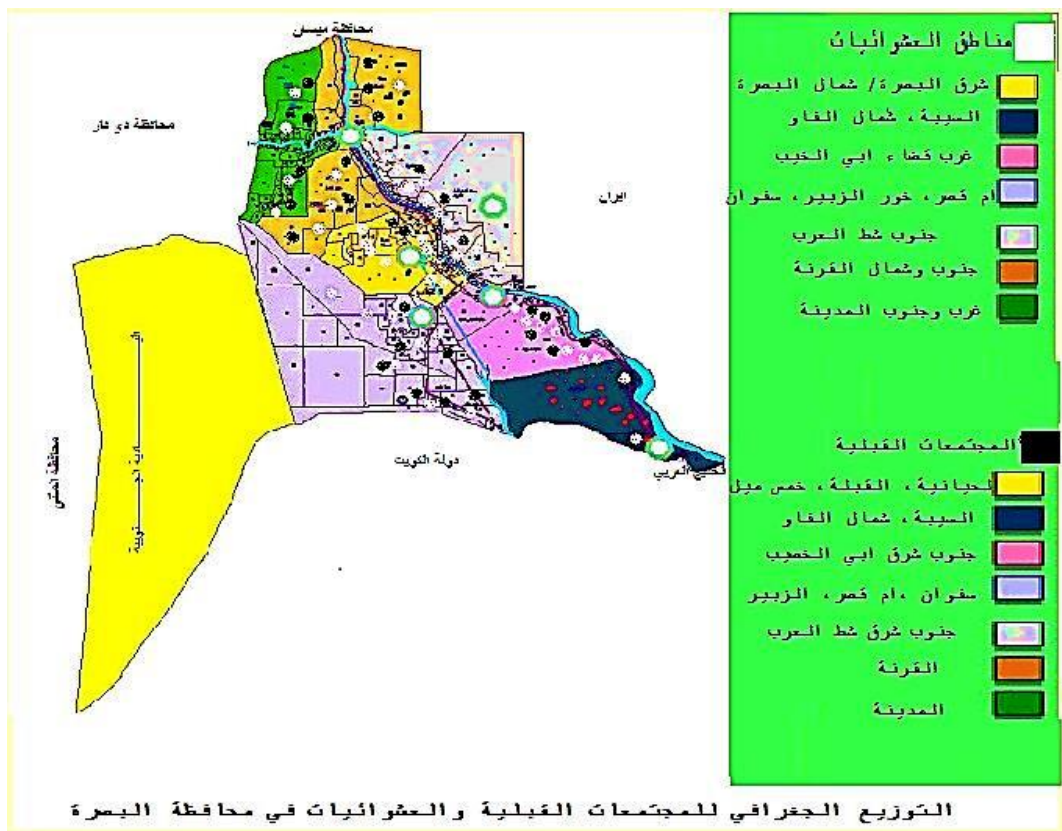 محافظة ميسان
محافظة ذي قار
ايران
دولة الكويت
الخليج العربي
محافظة المثنى
مناطق العشوائيات
شرق البصرة/ شمال البصرة
السيبة، شمال الفاو
غرب قضاء ابي الخيب
ام قصر، خور الزبير، سفوان
جنوب شط العرب
جنوب وشمال القرنة
غرب وجنوب المدينة
المجتمعات القبلية
لحيانية، القبلة، خمس ميل
السيبة، شمال الفاو
جنوب شرق ابي الخصيب
سفوان ،ام قصر، الزبير
جنوب شرق شط العرب
القرنة
المدينة
التوزيع الجغرافي للمجتمعات القبلية والعشوائيات في محافظة البصرة